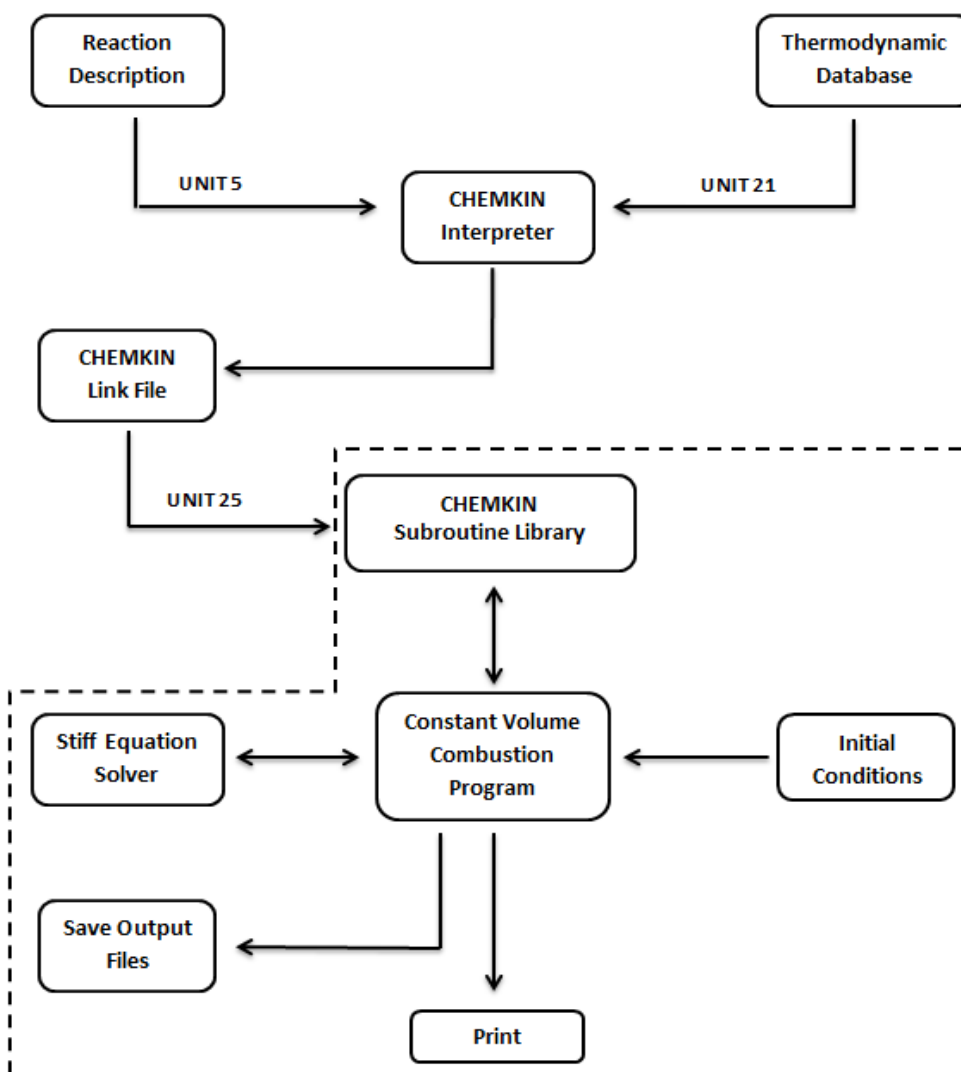 Reaction
Description
Thermodynamic
Database
UNIT 5
UNIT 21
CHEMKIN
Interpreter
CHEMKIN
Link File
UNIT 25
CHEMKIN
Subroutine Library
Stiff Equation
Solver
Constant Volume
Combustion
Program
Initial
Conditions
Save Output
Files
Print